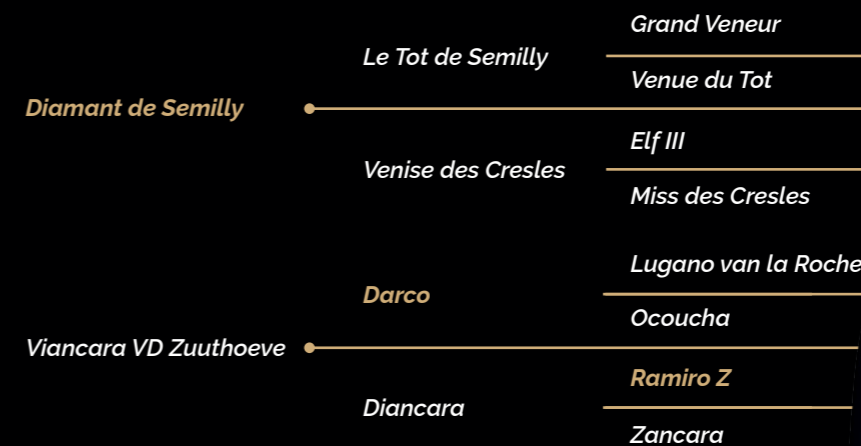 Grand Veneur
Le Tot de Semilly
Venue du Tot
Diamant de Semilly
Elf III
Venise des Cresles
Miss des Cresles
Lugano van la Roche
Darco
Ocoucha
Viancara VD Zuuthoeve
Ramiro Z
Diancara
Zancara